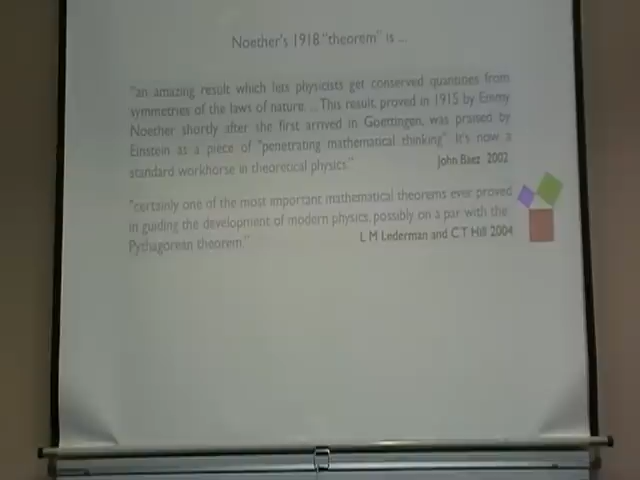 Noether's 1918 "theorem" is ...
"an amazing result which lets physicists get conserved quantities from
symmetries of the laws of nature. .. This result, proved in 1915 by Emmy
Noether shortly after she first arrived in Goettingen, was praised by
Einstein as a piece of "penetrating mathematical thinking" It's now a
standard workhorse in theoretical physics."
John Baez 2002
"certainly one of the most important mathematical theorems ever proved
in guiding the development of modern physics, possibly on a par with the
Pythagorean theorem."
L M Lederman and C T Hill 2004